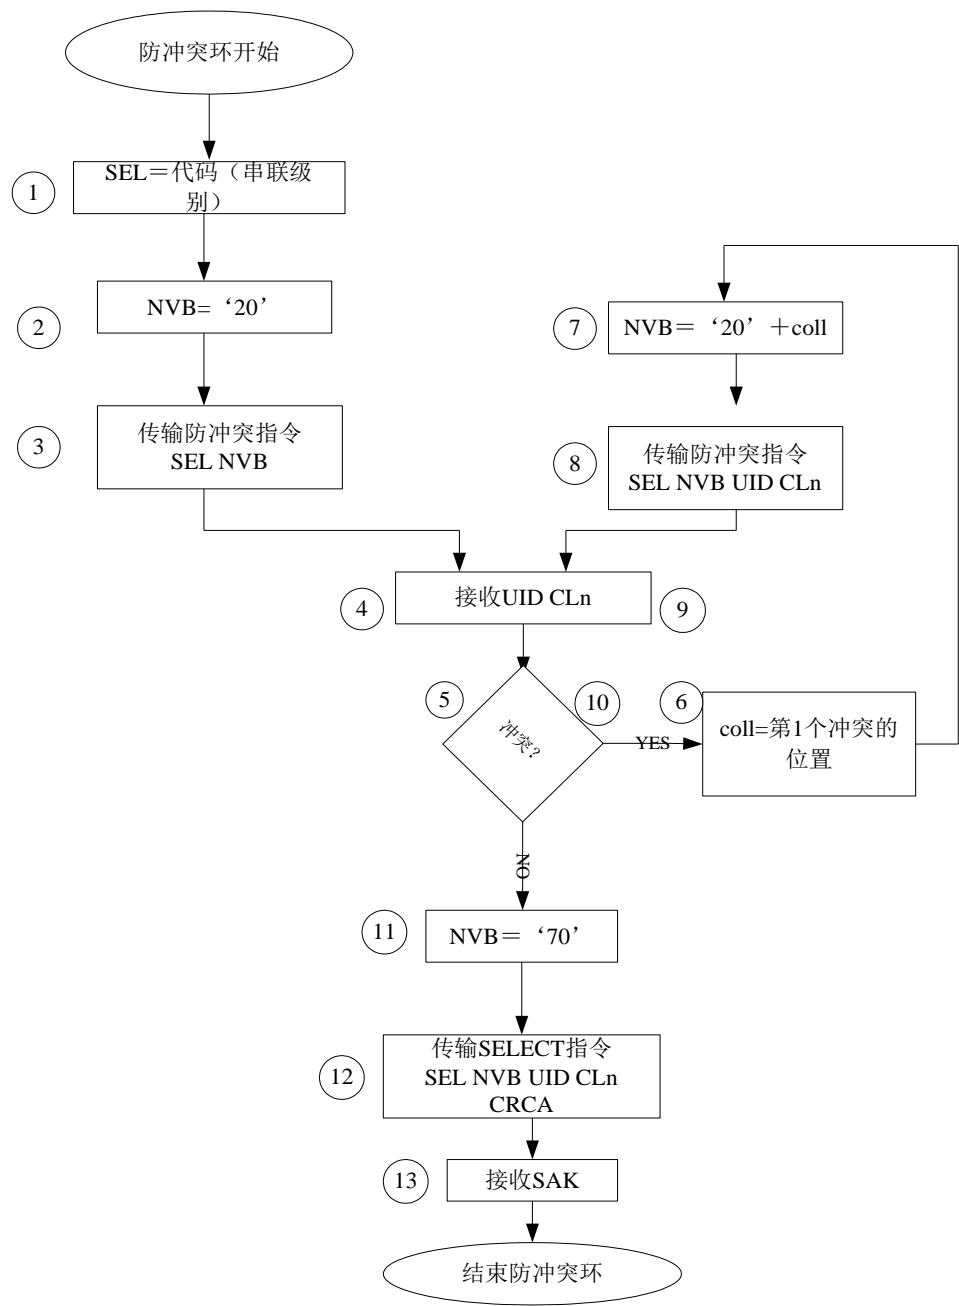 防冲突环开始
1
SEL＝代码（串联级
别）
2
NVB=‘20’
3
传输防冲突指令
SEL NVB
7
NVB＝‘20’＋coll
8
传输防冲突指令
SEL NVB UID CLn
4
接收UID CLn
9
5
冲突?
10
YES
6
coll=第1个冲突的
位置
NO
11
NVB＝‘70’
12
传输SELECT指令
SEL NVB UID CLn
CRCA
13
接收SAK
结束防冲突环